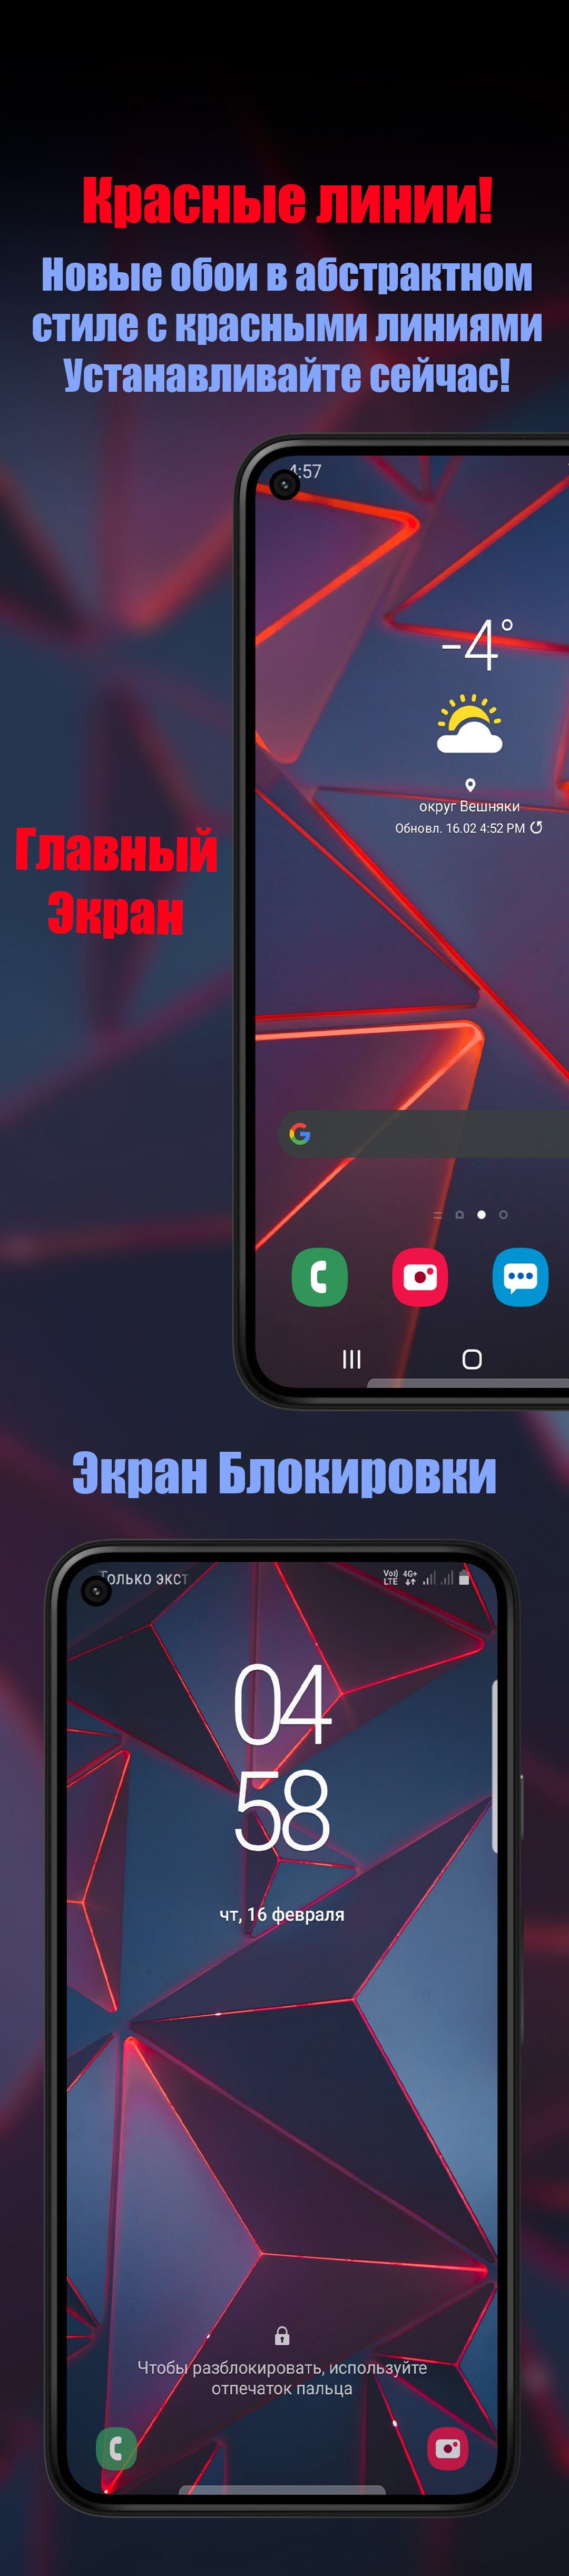 Красные линии!
Новые обои в абстрактном
стиле с красными линиями
Устанавливайте сейчас!
4:57
-4°
округ Вешняки
Обновл. 16.02 4:52 PM
Главный
Экран
G
Экран Блокировки
Только экст
Vo)) LTE 4G+
04
58
чт, 16 февраля
Чтобы разблокировать, используйте
отпечаток пальца